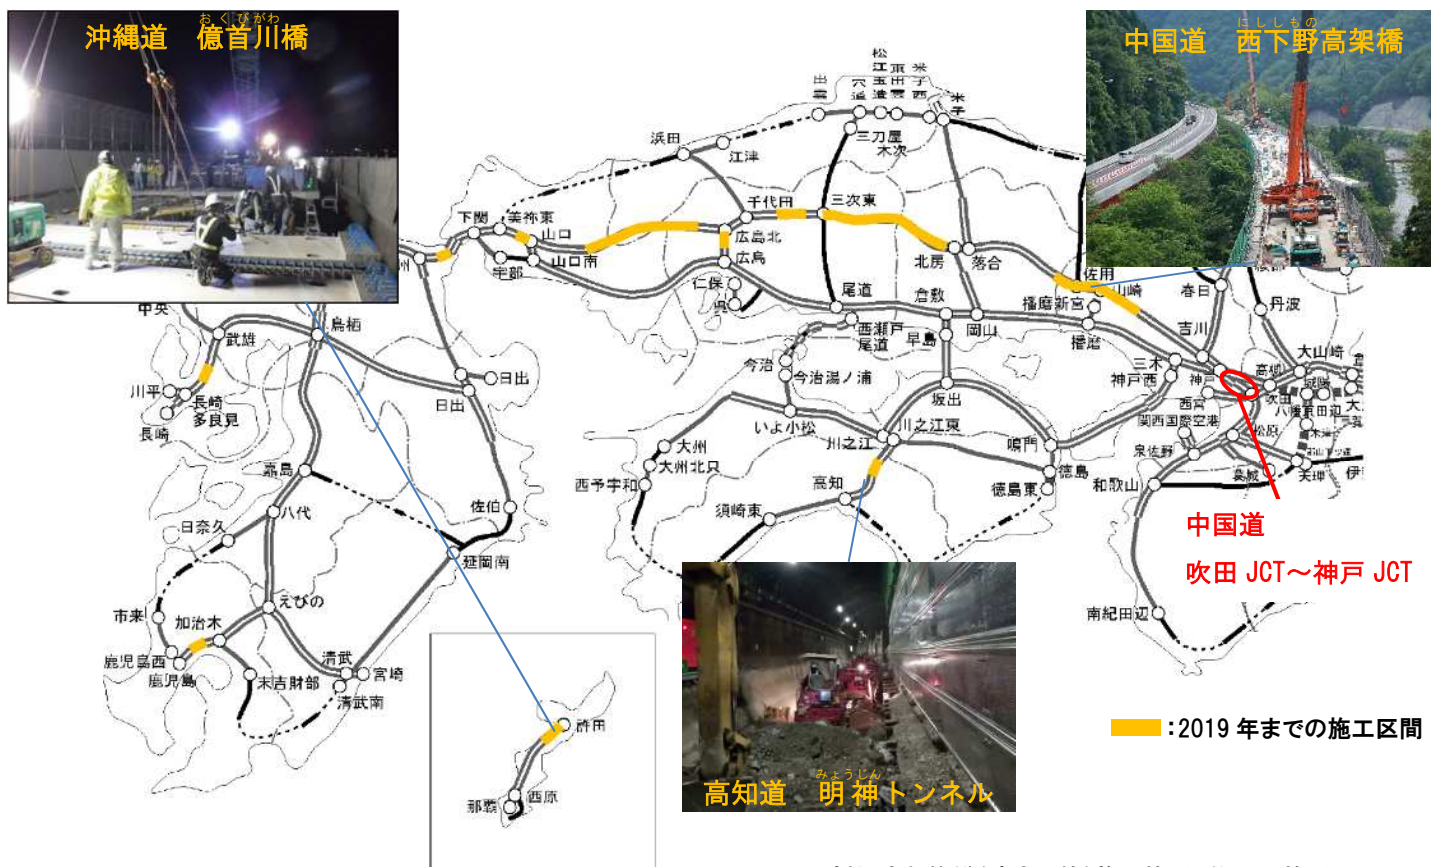 おくびがわ
沖縄道 億首川橋
にししもの
中国道 西下野高架橋
出雲
宍道
松江玉造
東出雲
米子西
米子
浜田
江津
三刀屋
木次
千代田
三次東
下関
美祢東
山口
広島北
山口南
宇部
広島
北房
落合
佐用
山崎
春日
丹波
州
仁保
呉
尾道
倉敷
播磨新宮
吉川
中央
武雄
鳥栖
西瀬戸
尾道
早島
岡山
播磨
三木
神戸西
神戸
高槻
大山崎
川平
長崎
多良見
長崎
日出
日出
今治
今治湯ノ浦
坂出
西宮
吹田
城陽
八幡京田辺
関西国際空港
いよ小松
川之江東
川之江
鳴門
松原
大州
大州北只
西予宇和
高知
須崎東
徳島
徳島東
泉佐野
和歌山
葛城
天理
伊
嘉島
八代
日奈久
佐伯
延岡南
中国道
吹田 JCT～神戸 JCT
えびの
市来
加治木
鹿児島西
鹿児島
末吉財部
清武
宮崎
清武南
南紀田辺
許田
西原
那覇
みょうじん
高知道 明神トンネル
：2019 年までの施工区間